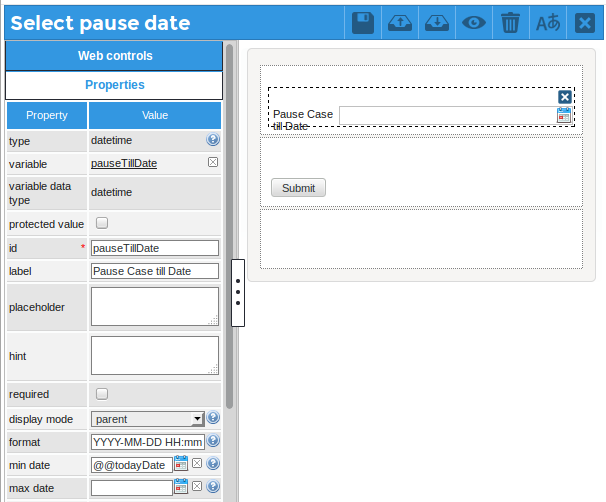 Select pause date
Web controls
Properties
Property Value
type datetime
variable pauseTillDate
variable data type datetime
protected value
id * pauseTillDate
label Pause Case till Date
placeholder
hint
required
display mode parent
format YYYY-MM-DD HH:mm
min date @@todayDate
max date
Pause Case
till Date
Submit